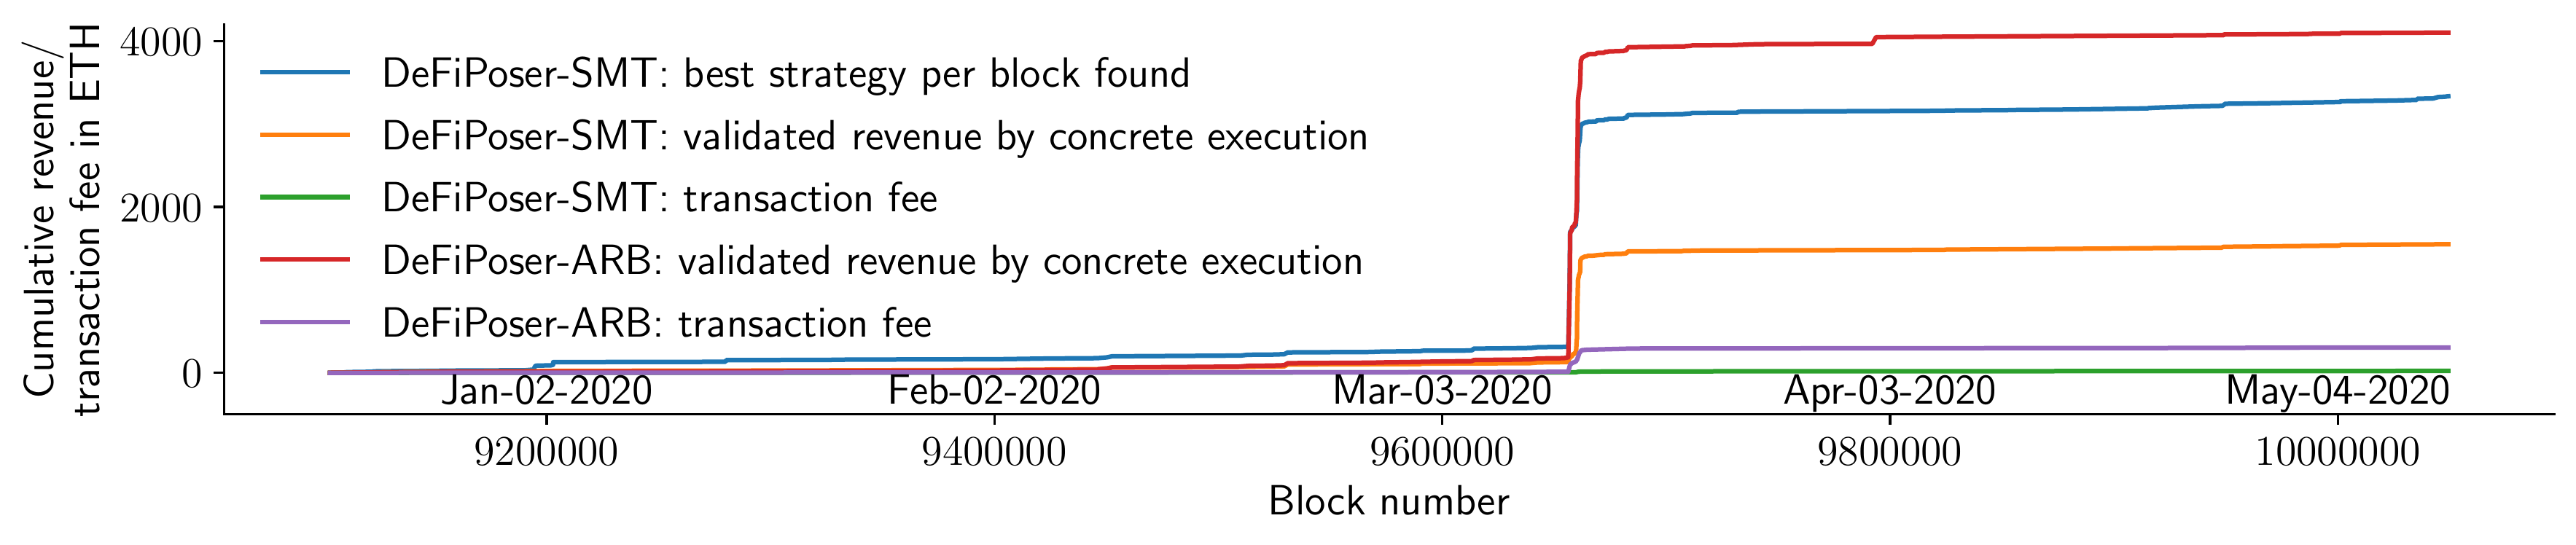 Cumulative revenue/
transaction fee in ETH
4000
2000
0
DeFiPoser-SMT: best strategy per block found
DeFiPoser-SMT: validated revenue by concrete execution
DeFiPoser-SMT: transaction fee
DeFiPoser-ARB: validated revenue by concrete execution
DeFiPoser-ARB: transaction fee
Jan-02-2020 Feb-02-2020 Mar-03-2020 Apr-03-2020 May-04-2020
9200000 9400000 9600000 9800000 10000000
Block number